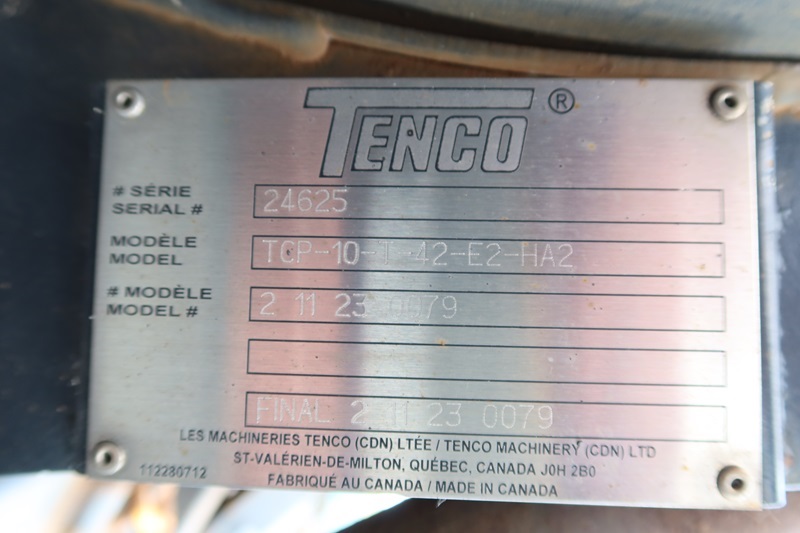 TENCO ®
# SÉRIE
SERIAL #
24625
MODÈLE
MODEL
TCP-10-T-42-E2-HA2
# MODÈLE
MODEL #
2 11 23 0079
FINAL 2 11 23 0079
LES MACHINERIES TENCO (CDN) LTÉE / TENCO MACHINERY (CDN) LTD
ST-VALÉRIEN-DE-MILTON, QUÉBEC, CANADA J0H 2B0
112280712
FABRIQUÉ AU CANADA / MADE IN CANADA